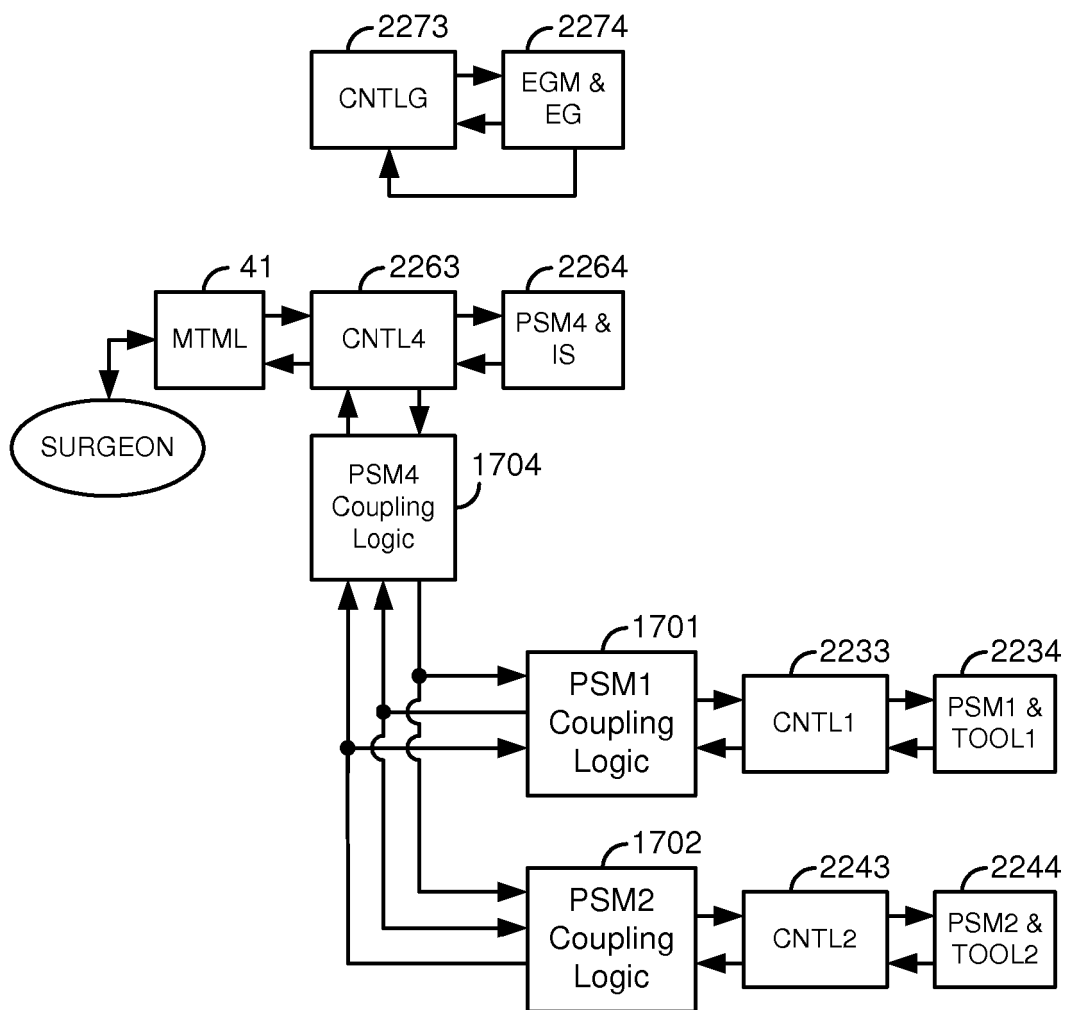 2273
2274
CNTLG
EGM &
EG
41
2263
2264
MTML
CNTL4
PSM4 &
IS
SURGEON
PSM4
Coupling
Logic
1704
1701
2233
2234
PSM1
Coupling
Logic
CNTL1
PSM1 &
TOOL1
1702
2243
2244
PSM2
Coupling
Logic
CNTL2
PSM2 &
TOOL2